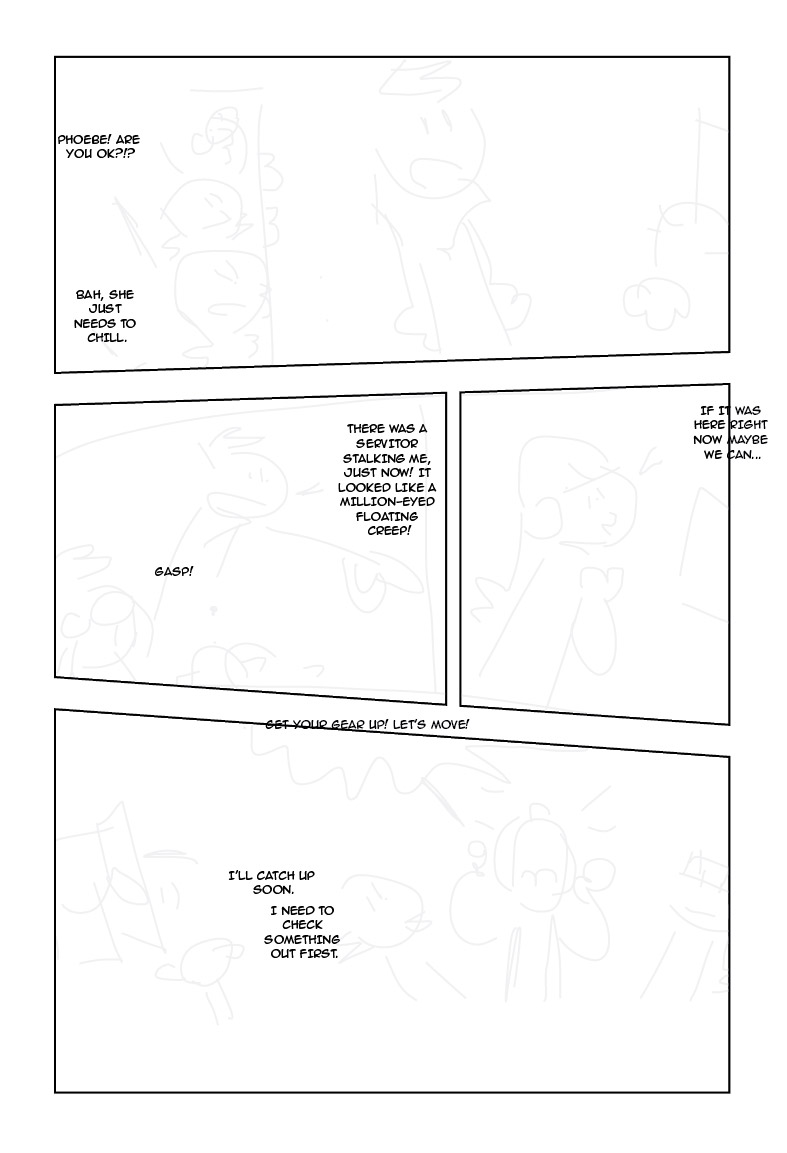 PHOEBE! ARE
YOU OK?!?
BAH, SHE
JUST
NEEDS TO
CHILL.
THERE WAS A
SERVITOR
STALKING ME,
JUST NOW! IT
LOOKED LIKE A
MILLION-EYED
FLOATING
CREEP!
GASP!
IF IT WAS
HERE RIGHT
NOW MAYBE
WE CAN...
GET YOUR GEAR UP! LET'S MOVE!
I'LL CATCH UP
SOON.
I NEED TO
CHECK
SOMETHING
OUT FIRST.